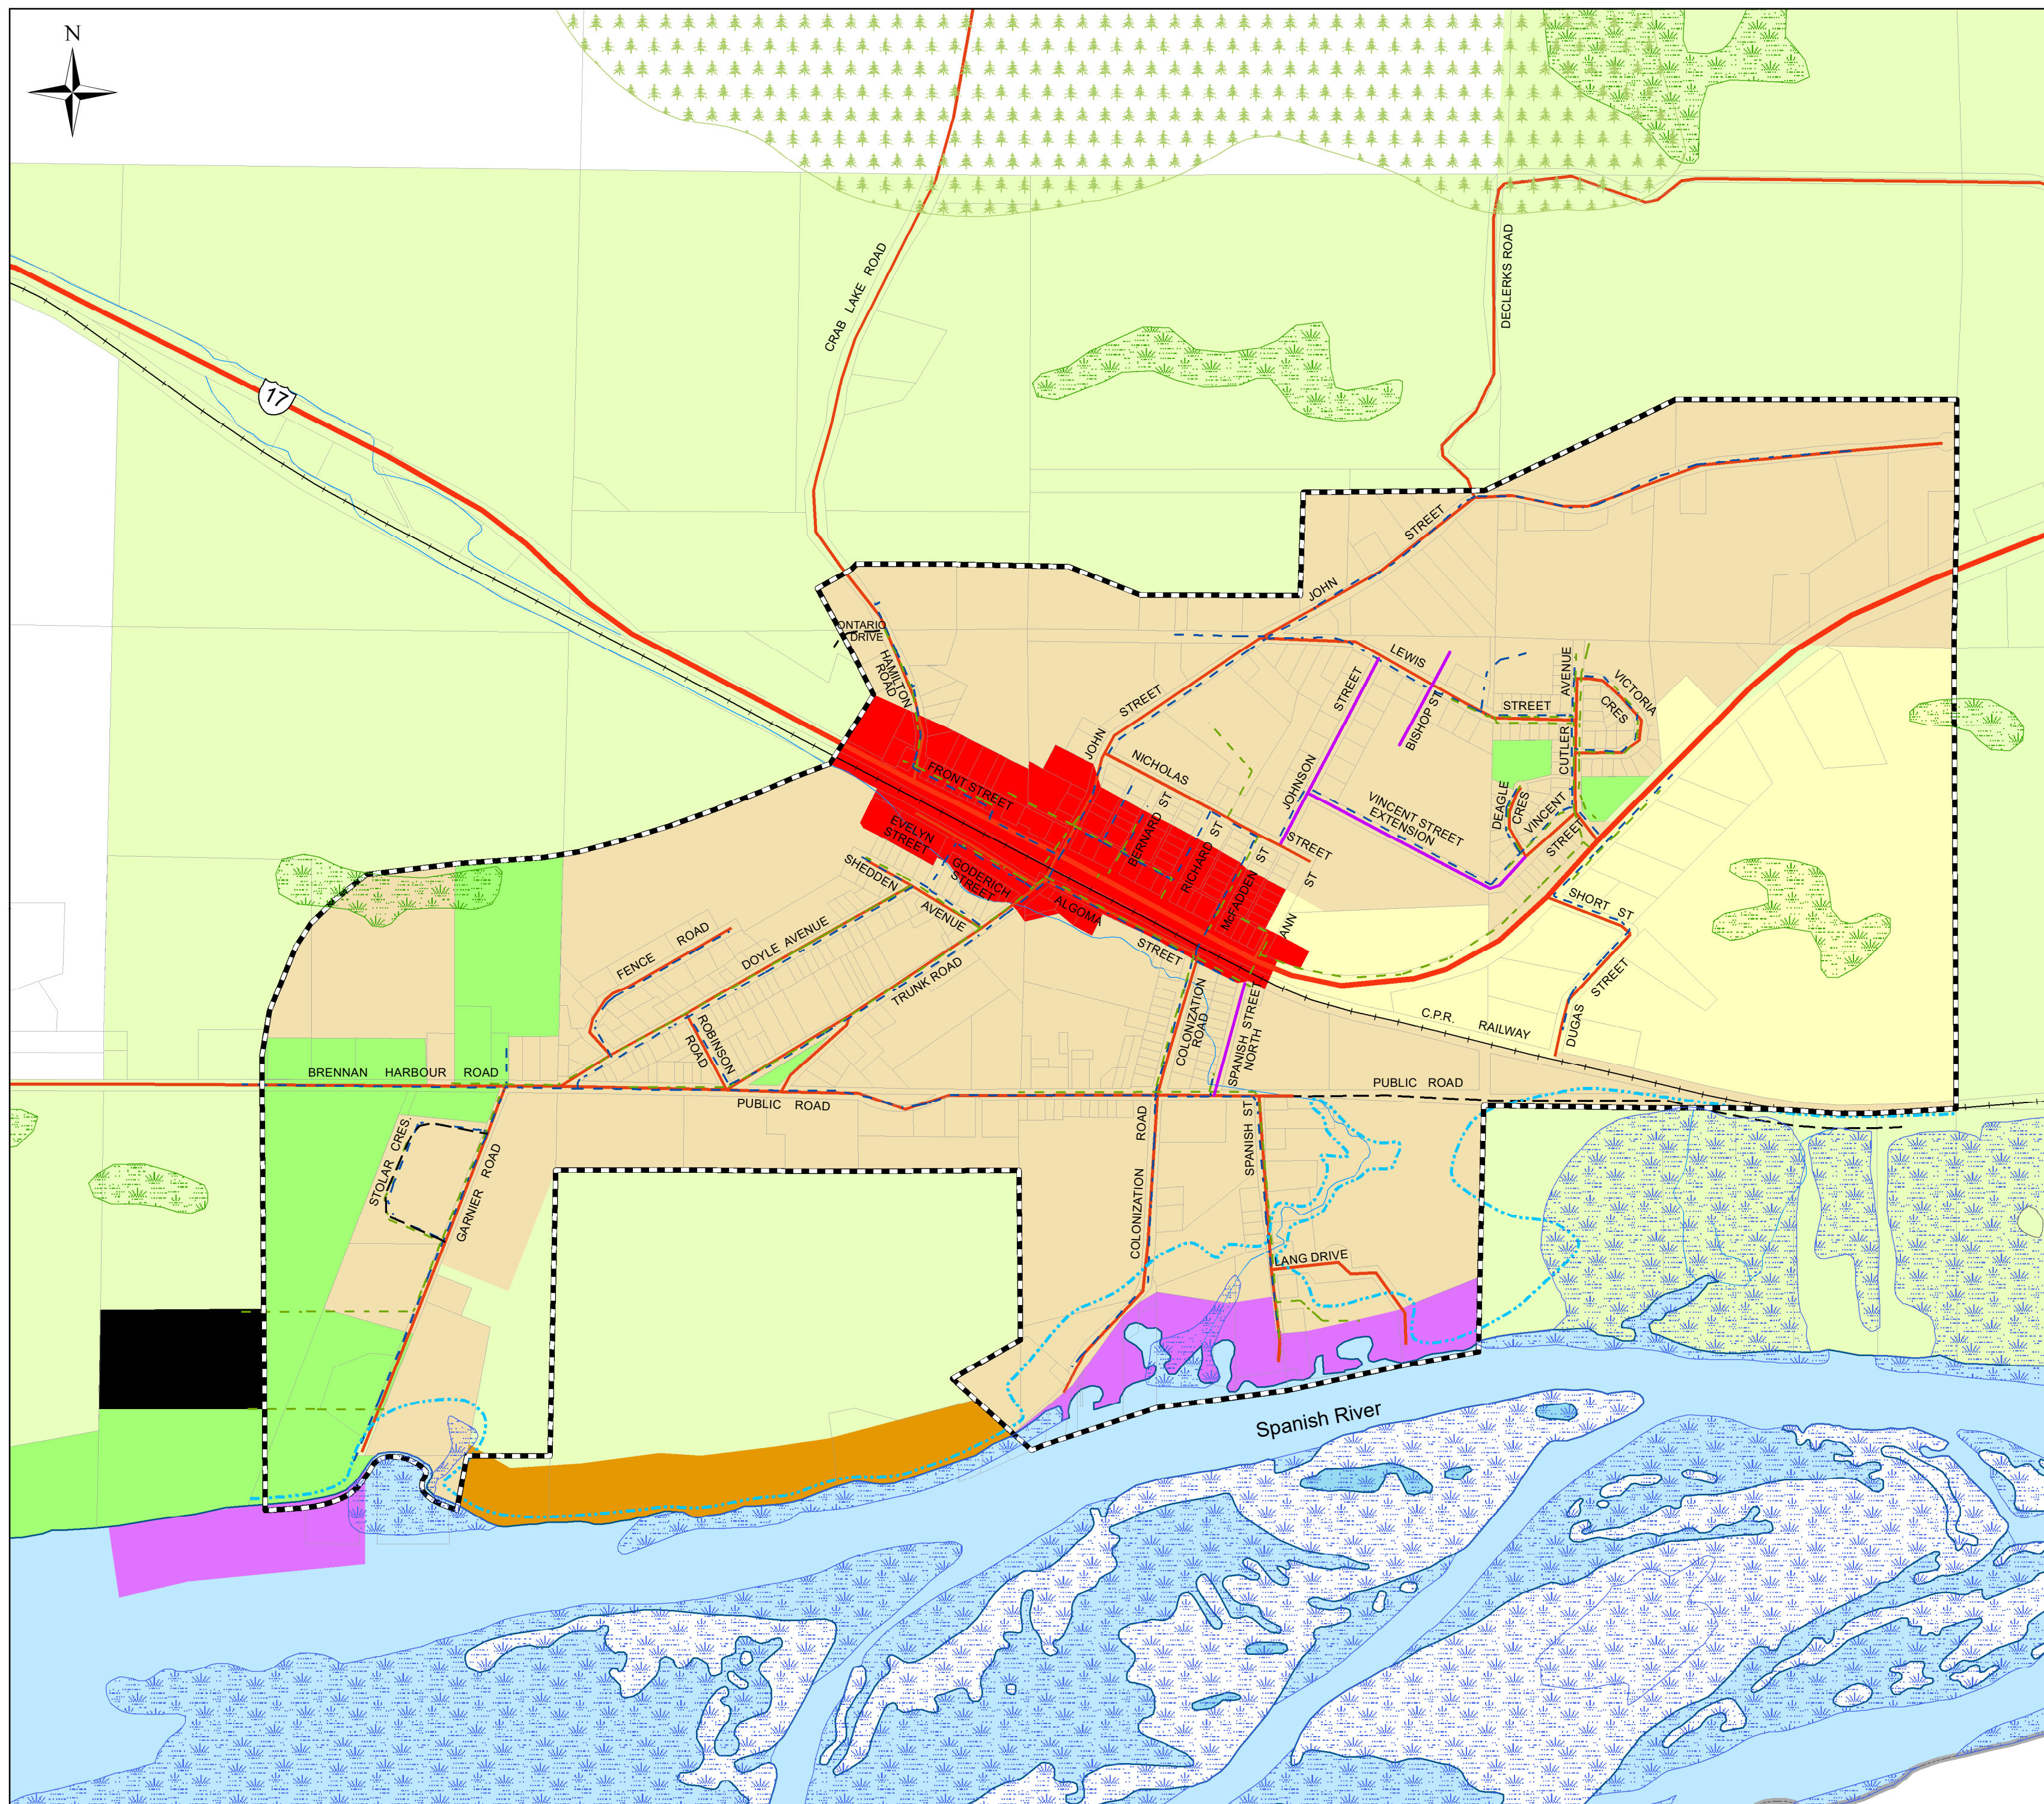 N
CRAB LAKE ROAD
DECLERKS ROAD
17
JOHN STREET
ONTARIO
DRIVE
HAMILTON
ROAD
LEWIS STREET
CUTLER AVENUE
VICTORIA
CRES
JOHN STREET
BISHOP ST
JOHNSON STREET
NICHOLAS STREET
FRONT STREET
BERNARD ST
RICHARD ST
McFADDEN ST
ANN ST
VINCENT STREET
EXTENSION
DEAGLE
CRES
VINCENT STREET
EVELYN
STREET
SHEDDEN AVENUE
GODERICH
STREET
ALGOMA STREET
SHORT ST
DUGAS STREET
FENCE ROAD
DOYLE AVENUE
TRUNK ROAD
ROBINSON
ROAD
COLONIZATION
ROAD
SPANISH STREET
NORTH
C.P.R. RAILWAY
BRENNAN HARBOUR ROAD
PUBLIC ROAD
PUBLIC ROAD
STOLAR CRES.
GARNIER ROAD
COLONIZATION ROAD
SPANISH ST
LANG DRIVE
Spanish River